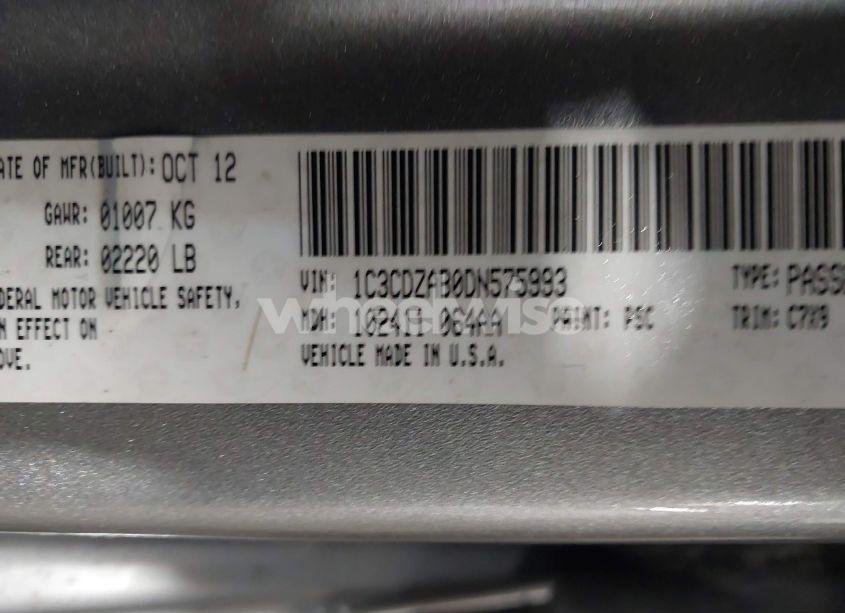 ATE OF MFR(BUILT): OCT 12
GAWR: 01007 KG
REAR: 02220 LB
DERAL MOTOR VEHICLE SAFETY,
N EFFECT ON
OVE.
VIN: 1C3CDZAB0DN575993
TYPE: PASS
MDH: 102411 064AA
PAINT: PSC
TRIM: C7X9
VEHICLE MADE IN U.S.A.